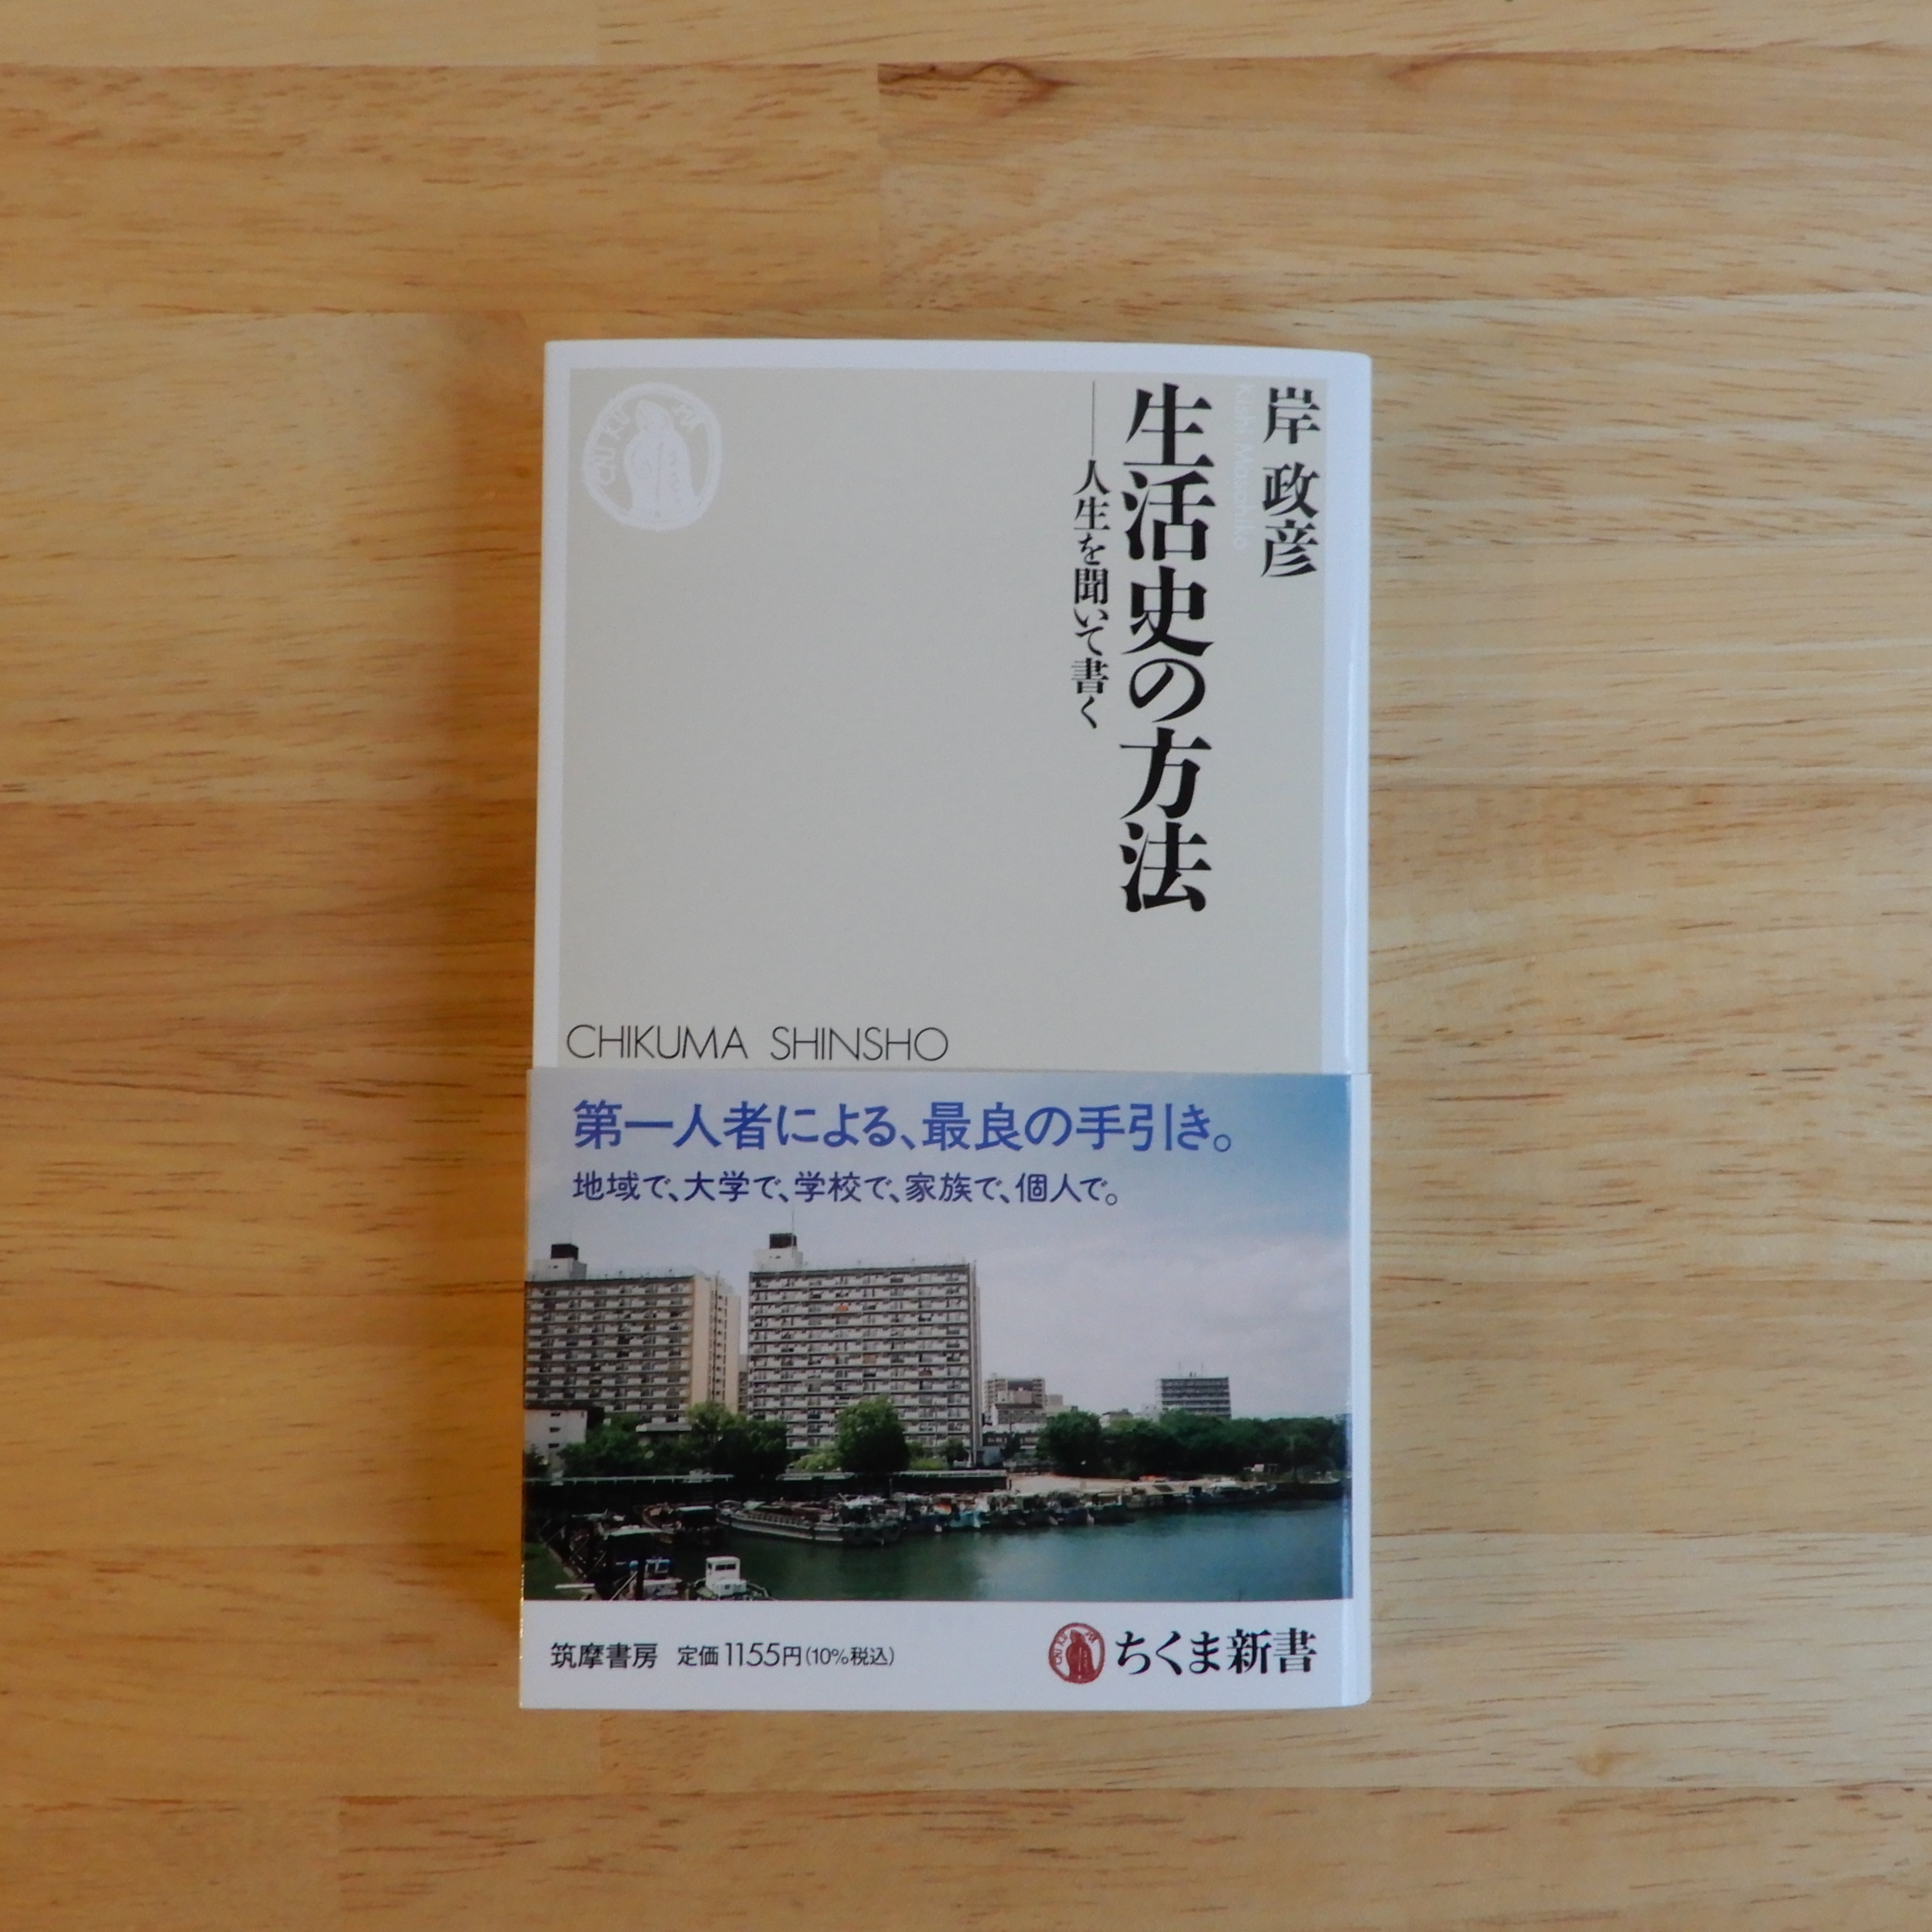 岸 政彦
Kishi Masahiko
生活史の方法
——人生を聞いて書く
CHIKUMA
CHIKUMA SHINSHO
第一人者による、最良の手引き。
地域で、大学で、学校で、家族で、個人で。
筑摩書房 定価1155円(10%税込)
ちくま新書